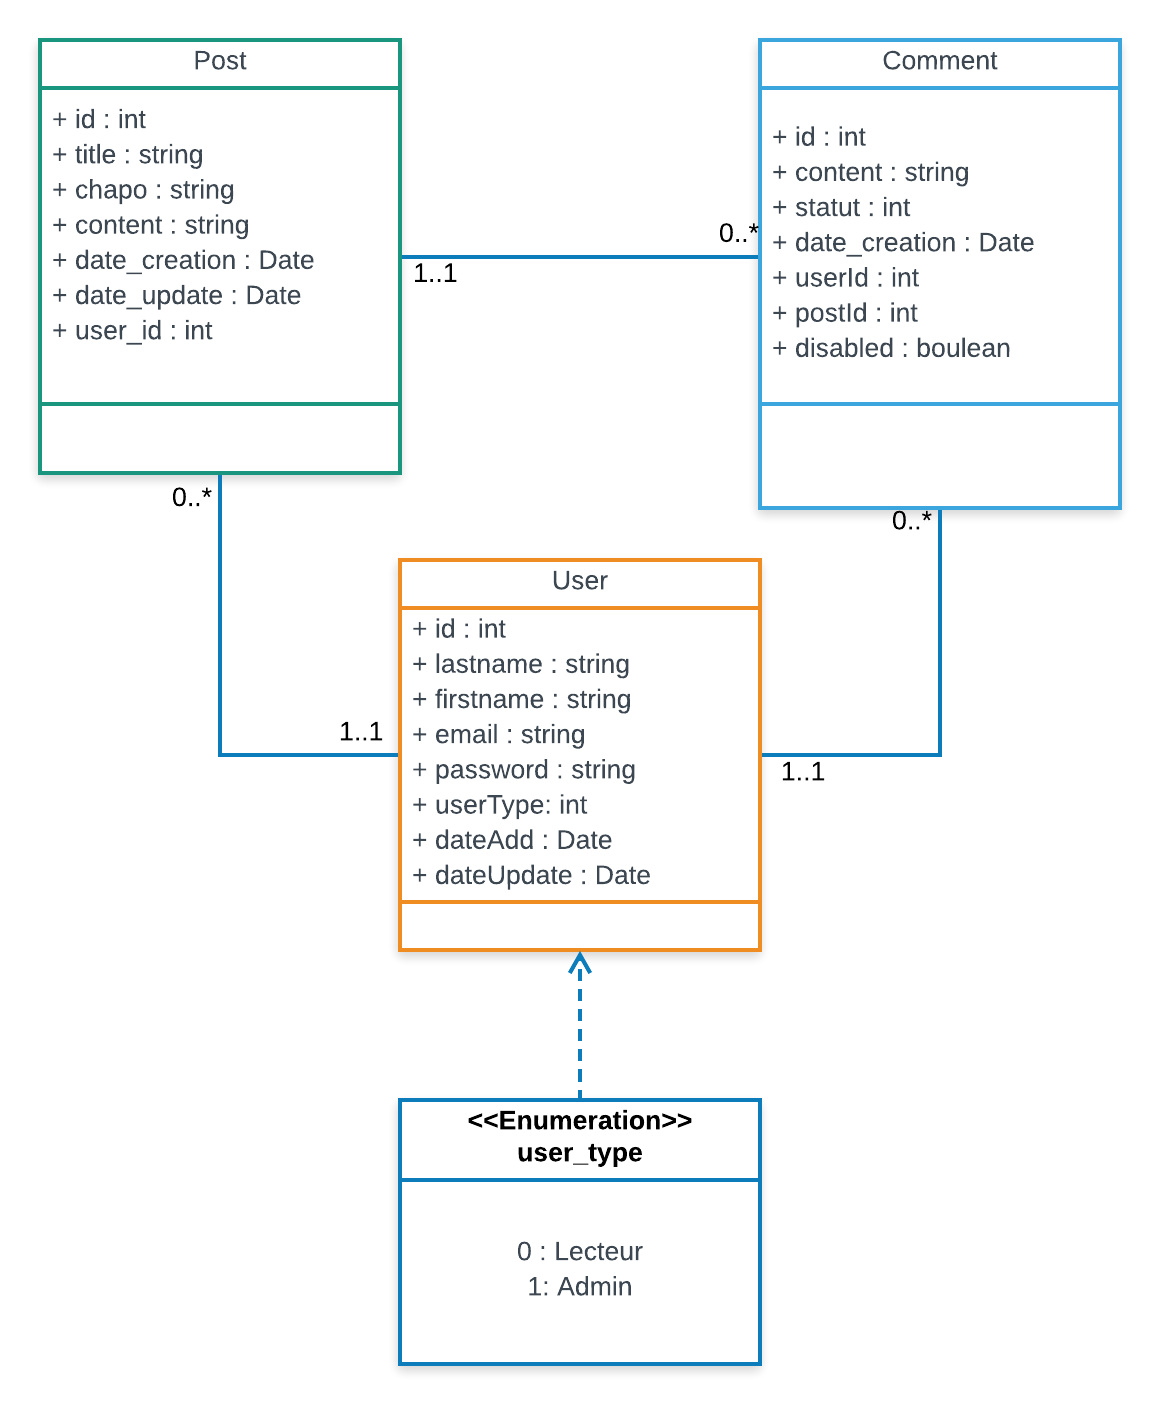 Post
+ id : int
+ title : string
+ chapo : string
+ content : string
+ date_creation : Date
+ date_update : Date
+ user_id : int
Comment
+ id : int
+ content : string
+ statut : int
+ date_creation : Date
+ userId : int
+ postId : int
+ disabled : boulean
0..*
1..1
0..*
0..*
User
+ id : int
+ lastname : string
+ firstname : string
+ email : string
+ password : string
+ userType: int
+ dateAdd : Date
+ dateUpdate : Date
1..1
1..1
<<Enumeration>>
user_type
0 : Lecteur
1: Admin